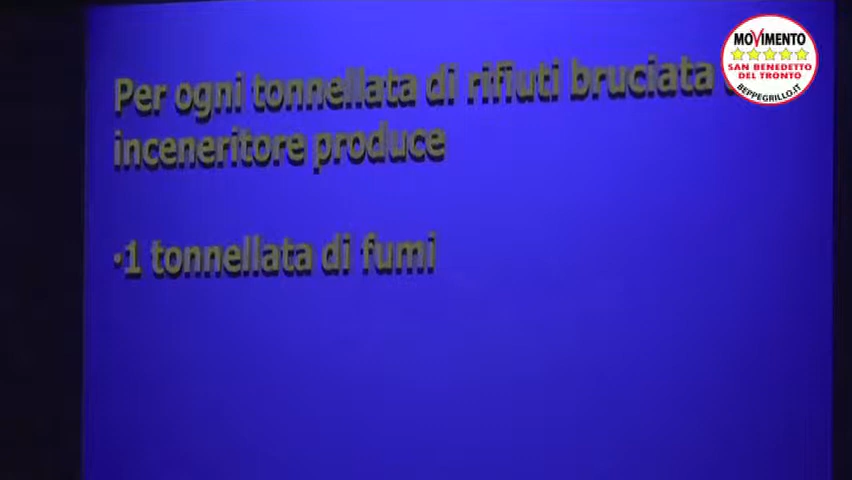 Per ogni tonnellata di rifiuti bruciata
inceneritore produce
•1 tonnellata di fumi
MOVIMENTO
SAN BENEDETTO
DEL TRONTO
BEPPEGRILLO.IT